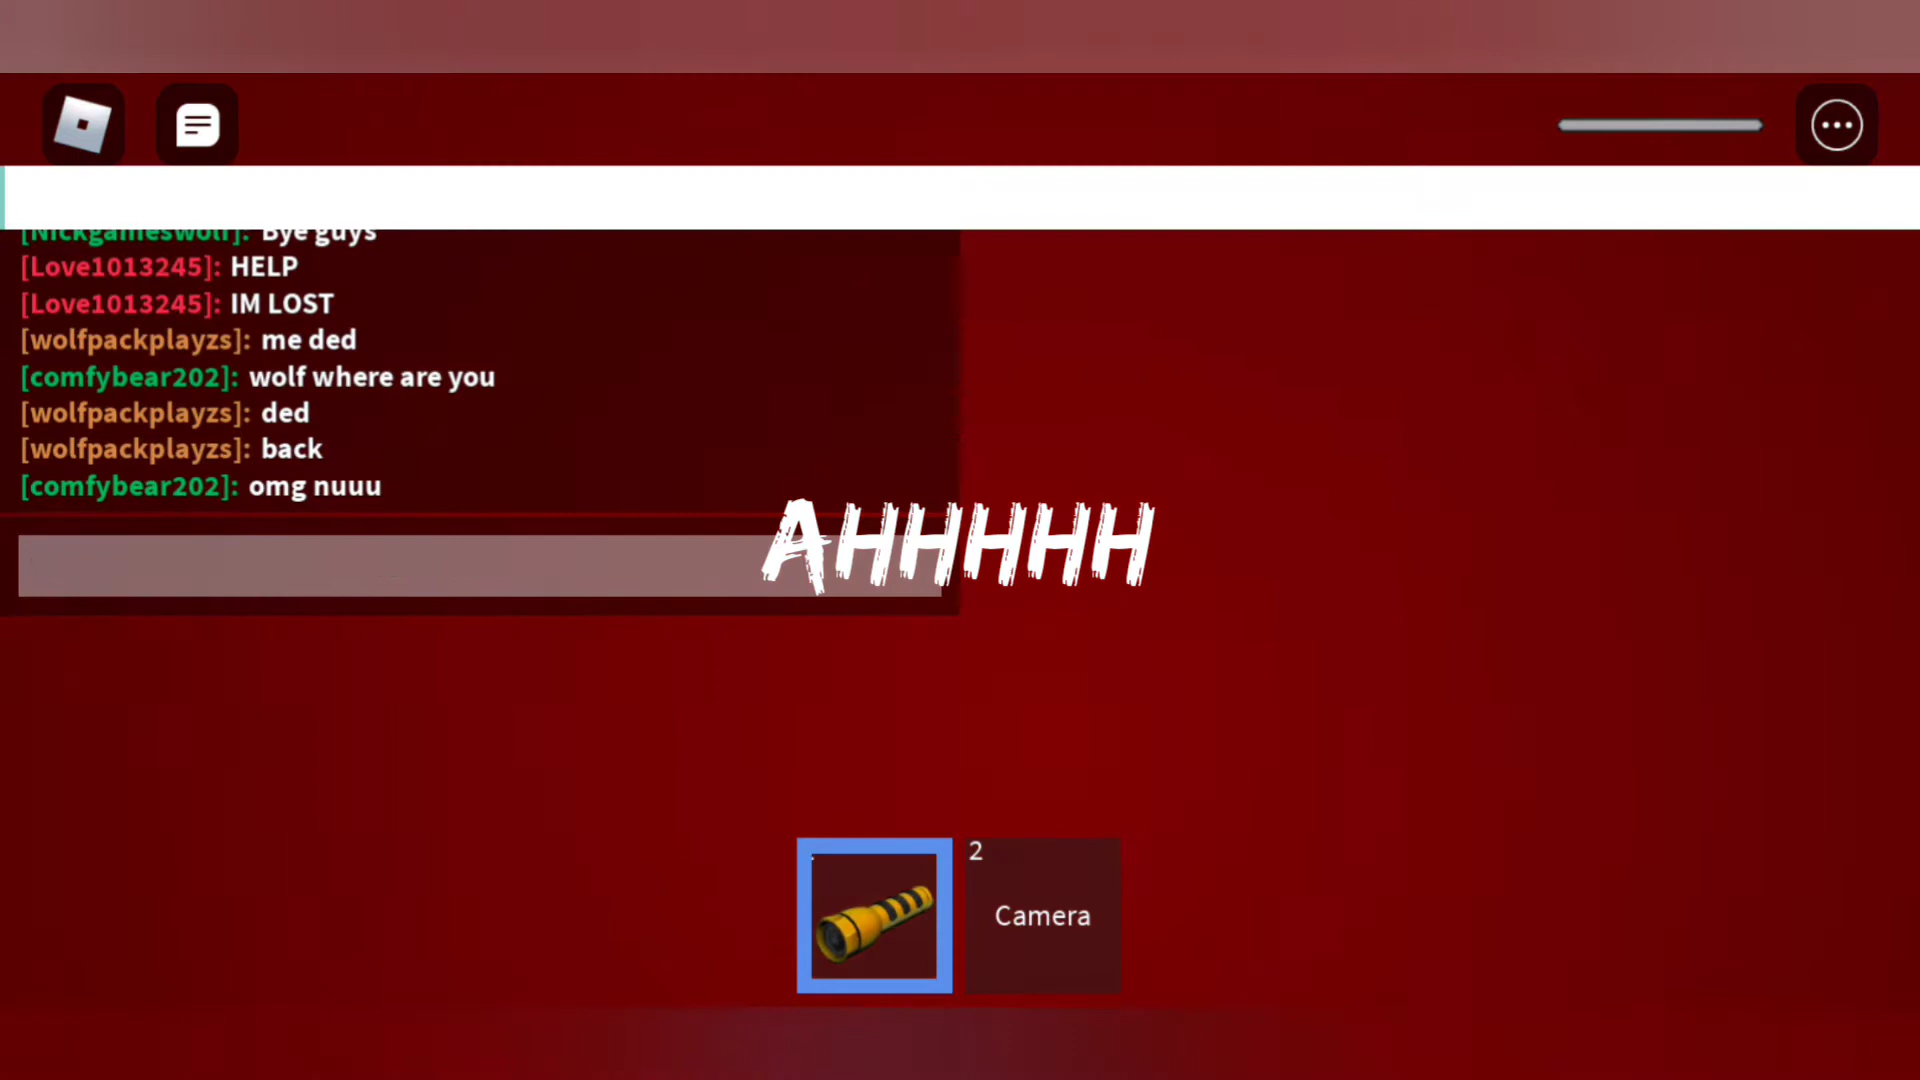 [Nickgameswolf]: Bye guys
[Love1013245]: HELP
[Love1013245]: IM LOST
[wolfpackplayzs]: me ded
[comfybear202]: wolf where are you
[wolfpackplayzs]: ded
[wolfpackplayzs]: back
[comfybear202]: omg nuuu
AHHHHH
2
Camera